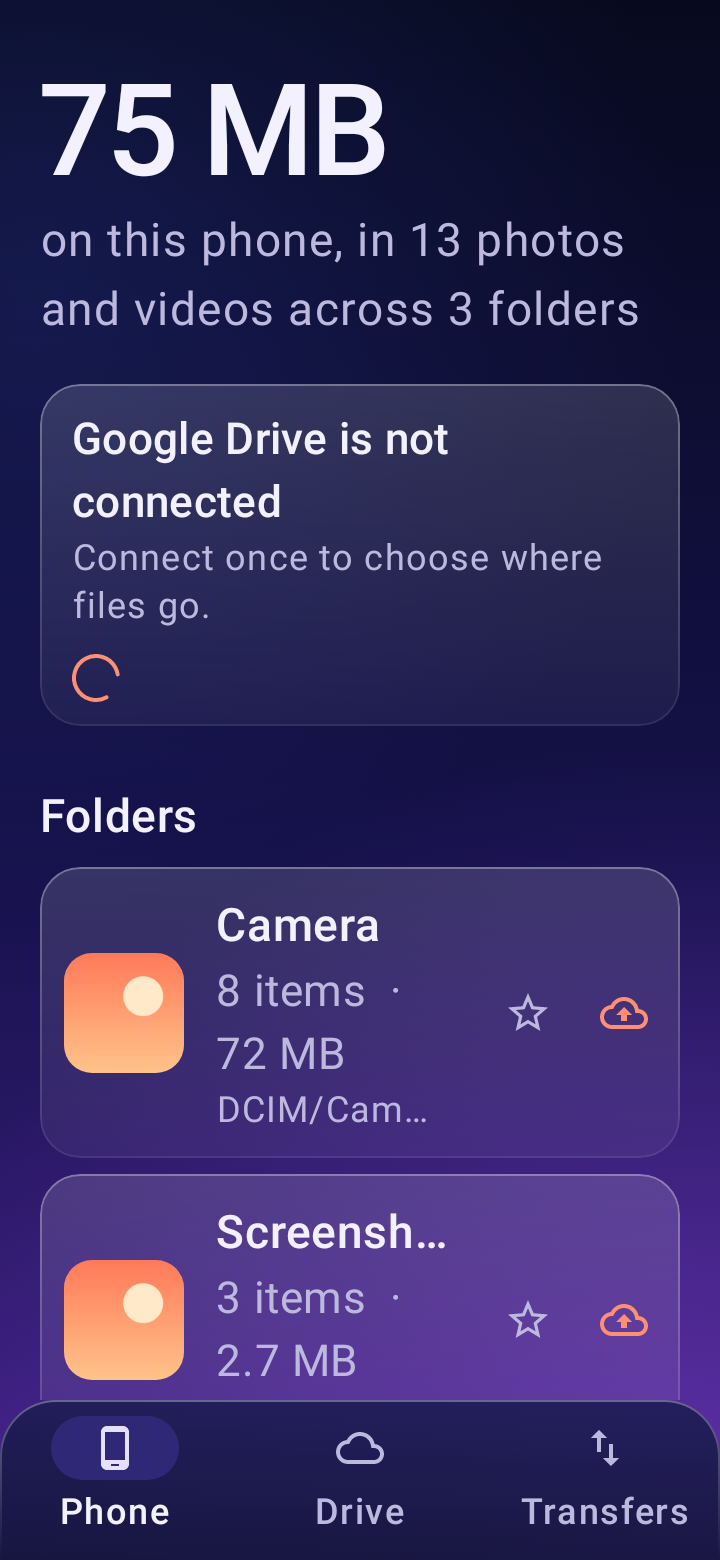 75 MB
on this phone, in 13 photos
and videos across 3 folders
Google Drive is not
connected
Connect once to choose where
files go.
Folders
Camera
8 items ·
72 MB
DCIM/Cam…
Screensh…
3 items ·
2.7 MB
Phone
Drive
Transfers